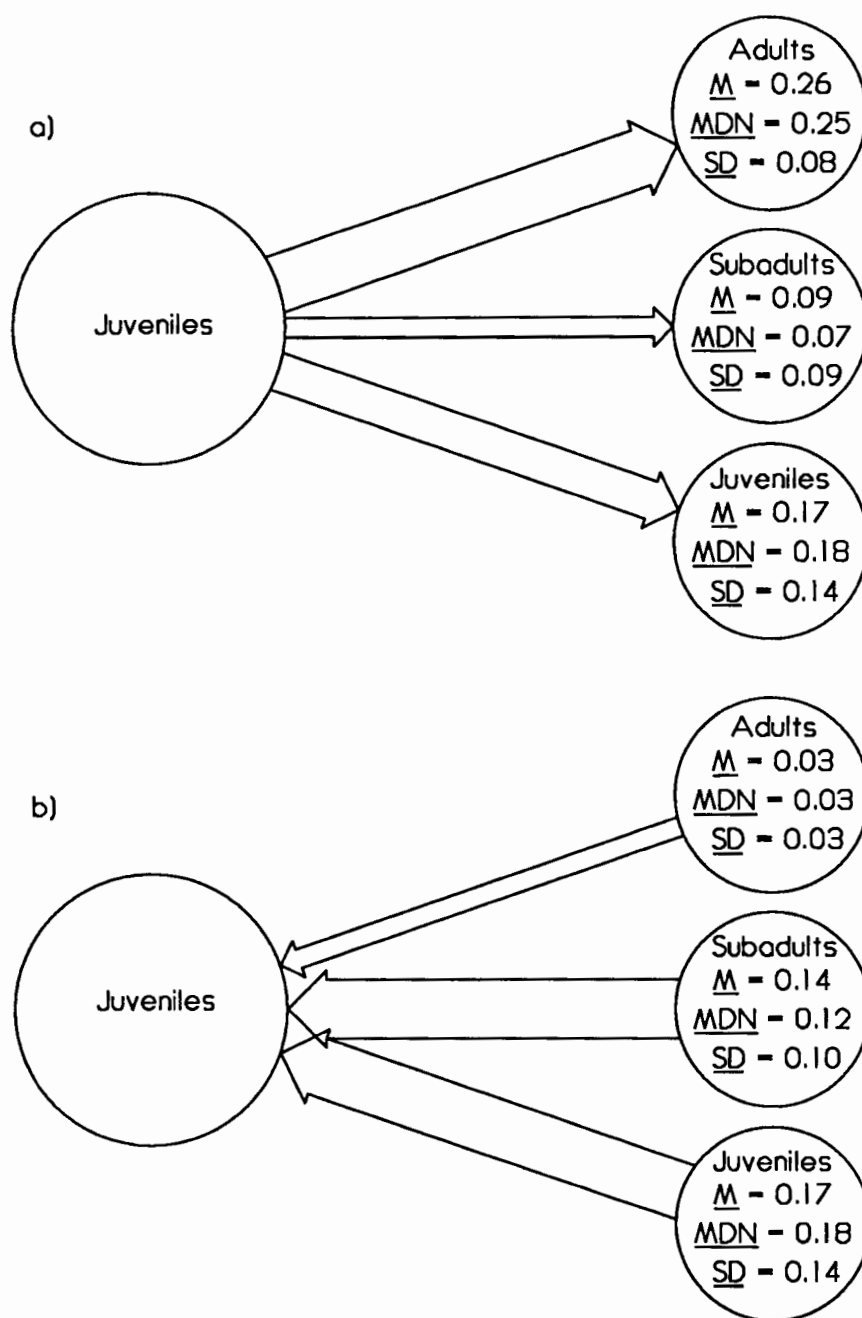 a)
Juveniles
Adults
M = 0.26
MDN = 0.25
SD = 0.08
Subadults
M = 0.09
MDN = 0.07
SD = 0.09
Juveniles
M = 0.17
MDN = 0.18
SD = 0.14
b)
Juveniles
Adults
M = 0.03
MDN = 0.03
SD = 0.03
Subadults
M = 0.14
MDN = 0.12
SD = 0.10
Juveniles
M = 0.17
MDN = 0.18
SD = 0.14